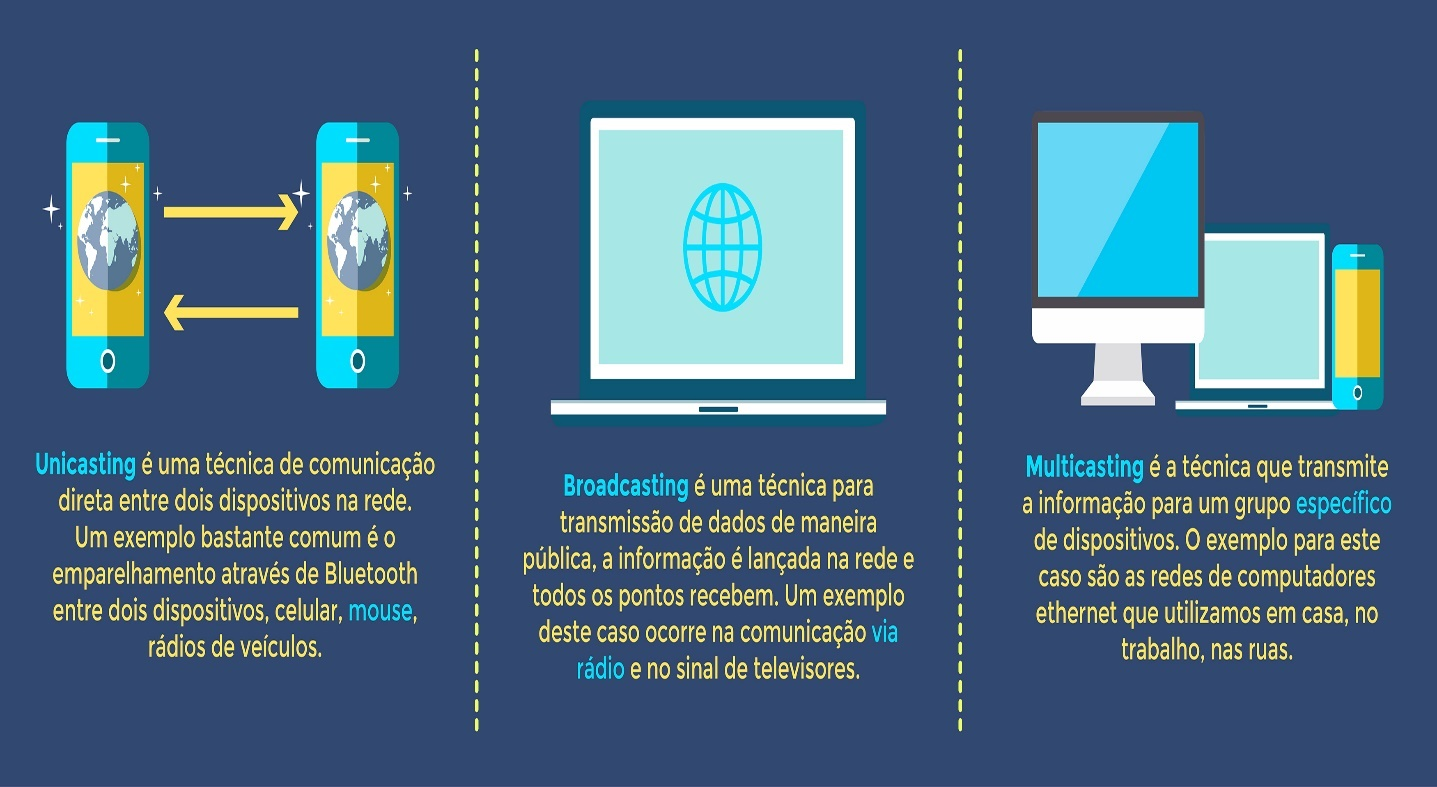 Unicasting é uma técnica de comunicação
direta entre dois dispositivos na rede.
Um exemplo bastante comum é o
emparelhamento através de Bluetooth
entre dois dispositivos, celular, mouse,
rádios de veículos.
Broadcasting é uma técnica para
transmissão de dados de maneira
pública, a informação é lançada na rede e
todos os pontos recebem. Um exemplo
deste caso ocorre na comunicação via
rádio e no sinal de televisores.
Multicasting é a técnica que transmite
a informação para um grupo específico
de dispositivos. O exemplo para este
caso são as redes de computadores
ethernet que utilizamos em casa, no
trabalho, nas ruas.